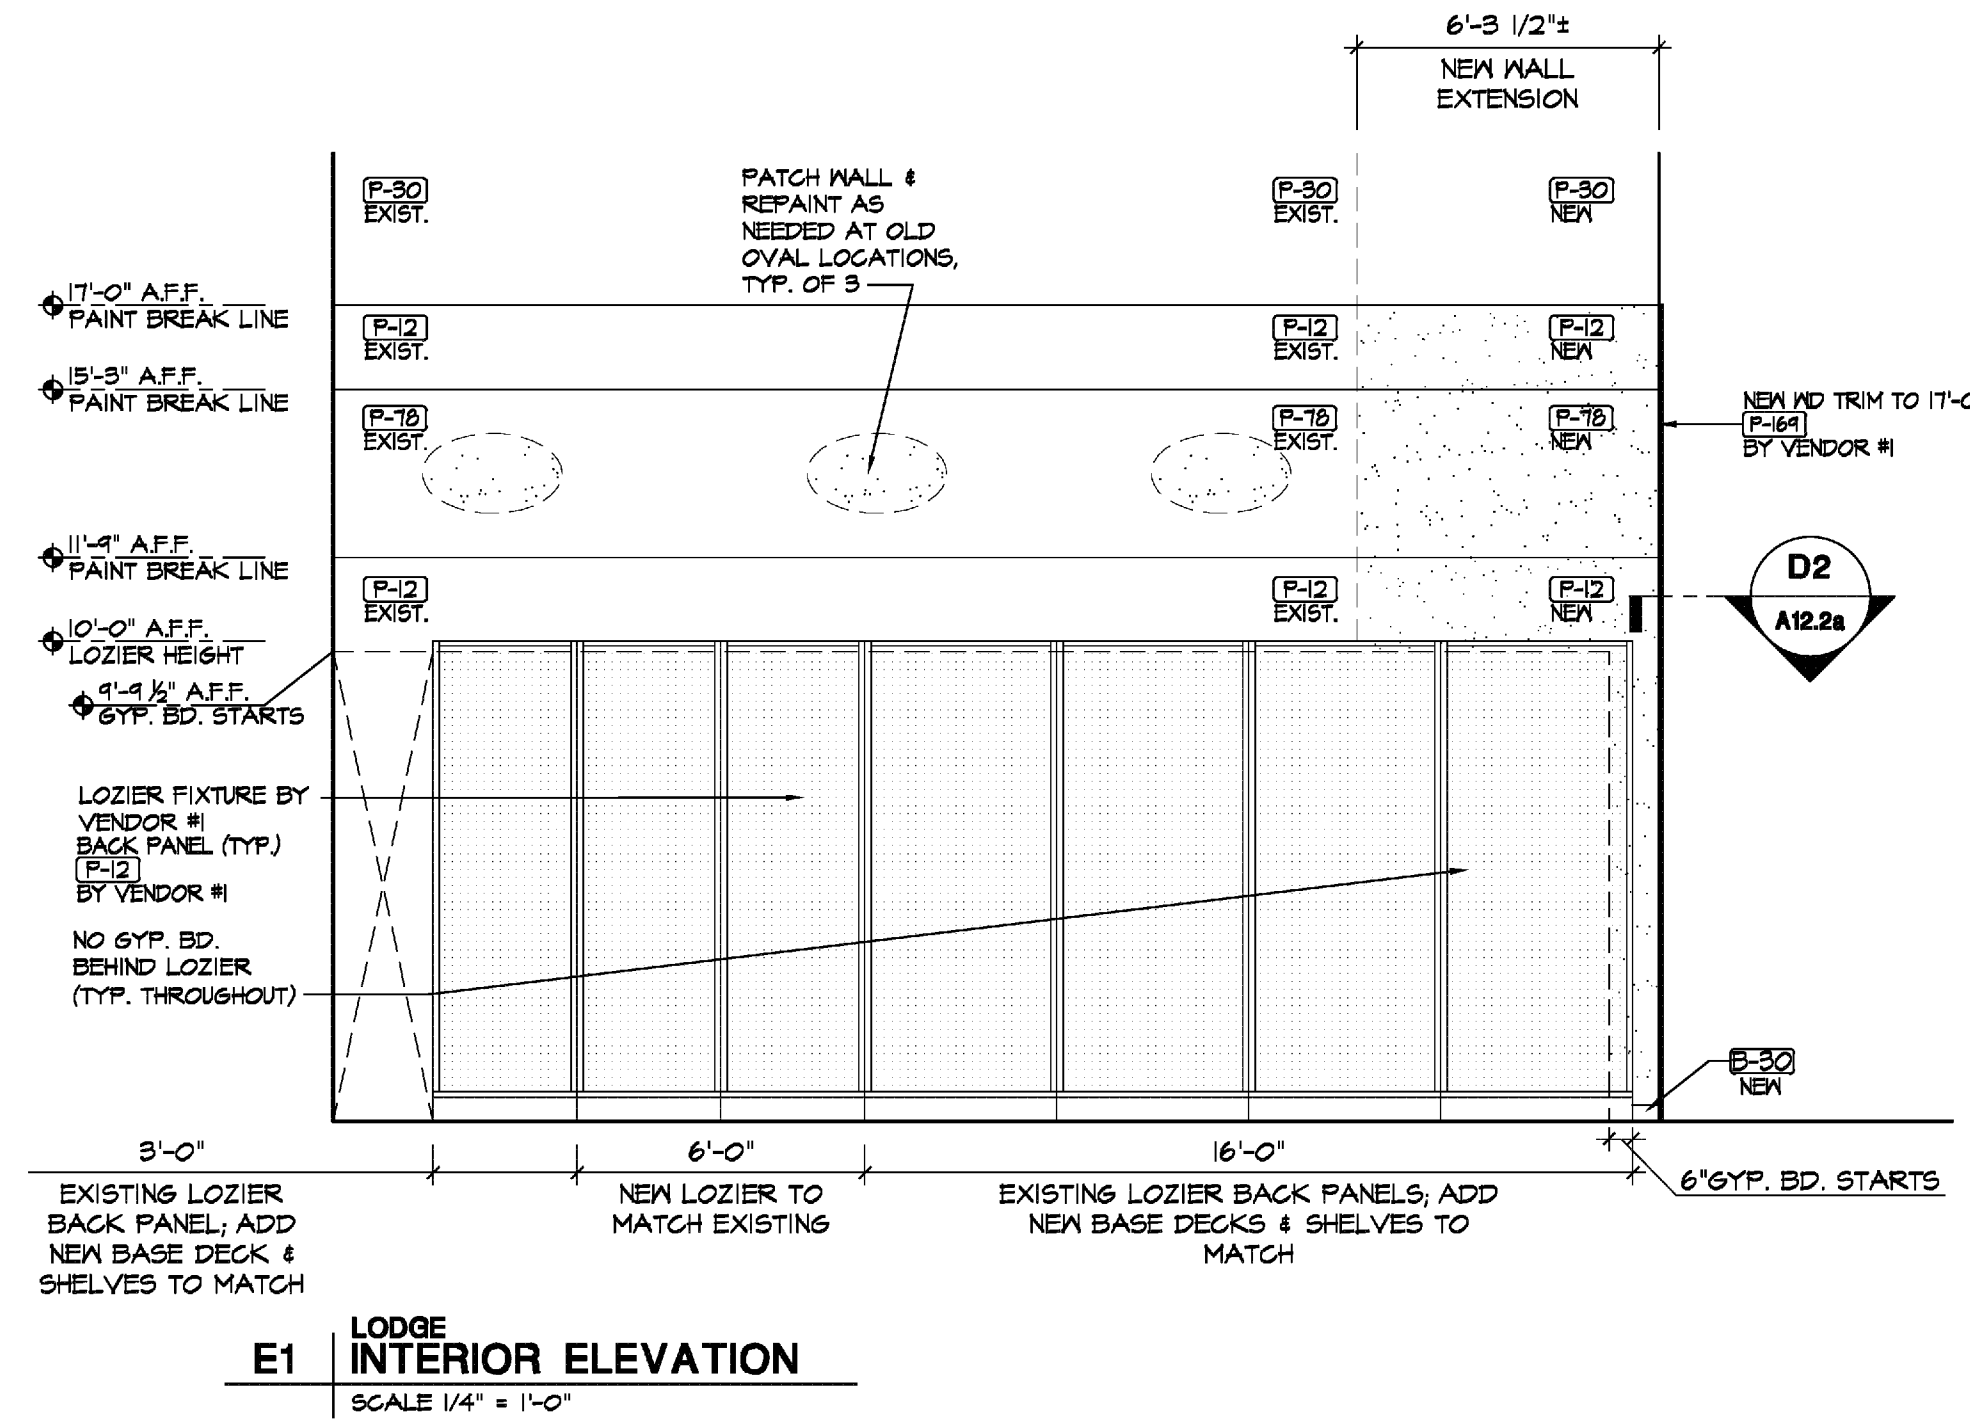 6'-3 1/2"±
NEW WALL
EXTENSION
P-30
EXIST.
PATCH WALL &
REPAINT AS
NEEDED AT OLD
OVAL LOCATIONS,
TYP. OF 3
P-30
EXIST.
P-30
NEW
17'-0" A.F.F.
PAINT BREAK LINE
P-12
EXIST.
P-12
EXIST.
P-12
NEW
15'-3" A.F.F.
PAINT BREAK LINE
P-78
EXIST.
P-78
EXIST.
P-78
NEW
NEW WD TRIM TO 17'-0
P-169
BY VENDOR #1
11'-9" A.F.F.
PAINT BREAK LINE
P-12
EXIST.
P-12
EXIST.
P-12
NEW
D2
A12.2a
10'-0" A.F.F.
LOZIER HEIGHT
9'-9 1/2" A.F.F.
GYP. BD. STARTS
LOZIER FIXTURE BY
VENDOR #1
BACK PANEL (TYP.)
P-12
BY VENDOR #1
NO GYP. BD.
BEHIND LOZIER
(TYP. THROUGHOUT)
B-30
NEW
3'-0"
EXISTING LOZIER
BACK PANEL; ADD
NEW BASE DECK &
SHELVES TO MATCH
6'-0"
NEW LOZIER TO
MATCH EXISTING
16'-0"
EXISTING LOZIER BACK PANELS; ADD
NEW BASE DECKS & SHELVES TO
MATCH
6"GYP. BD. STARTS
E1
LODGE
INTERIOR ELEVATION
SCALE 1/4" = 1'-0"